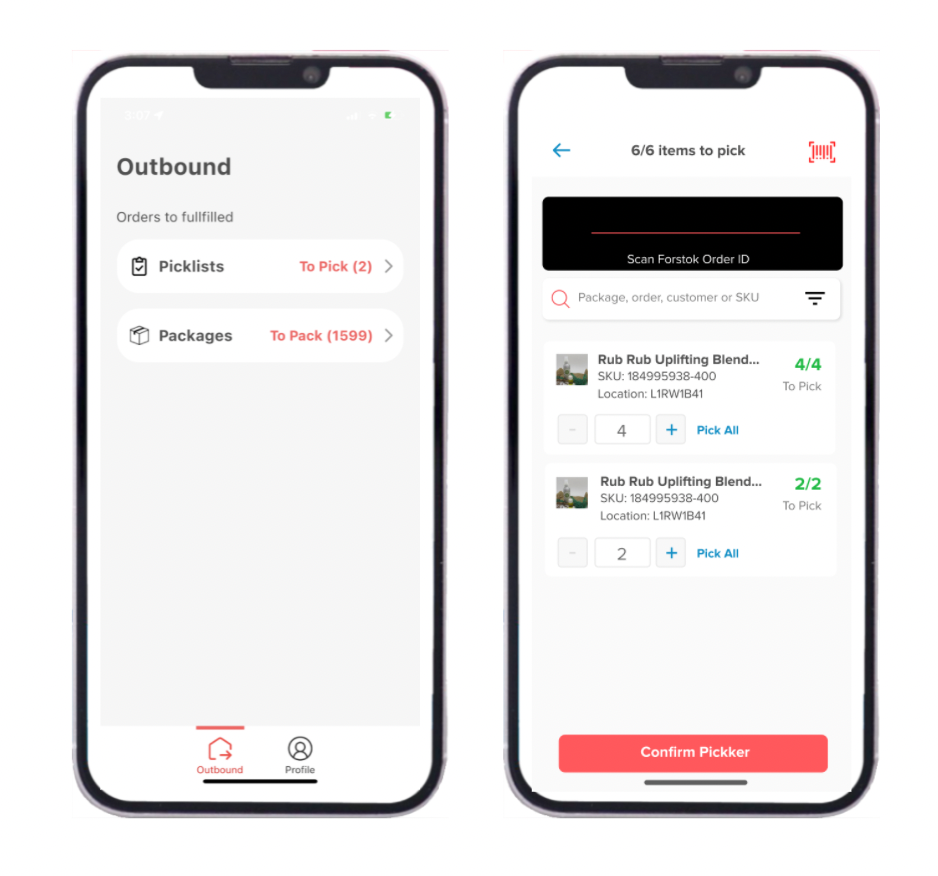 3:07
Outbound
Orders to fullfilled
Picklists To Pick (2)
Packages To Pack (1599)
Outbound Profile
6/6 items to pick
Scan Forstok Order ID
Package, order, customer or SKU
Rub Rub Uplifting Blend... 4/4
SKU: 184995938-400 To Pick
Location: L1RW1B41
- 4 + Pick All
Rub Rub Uplifting Blend... 2/2
SKU: 184995938-400 To Pick
Location: L1RW1B41
- 2 + Pick All
Confirm Pickker